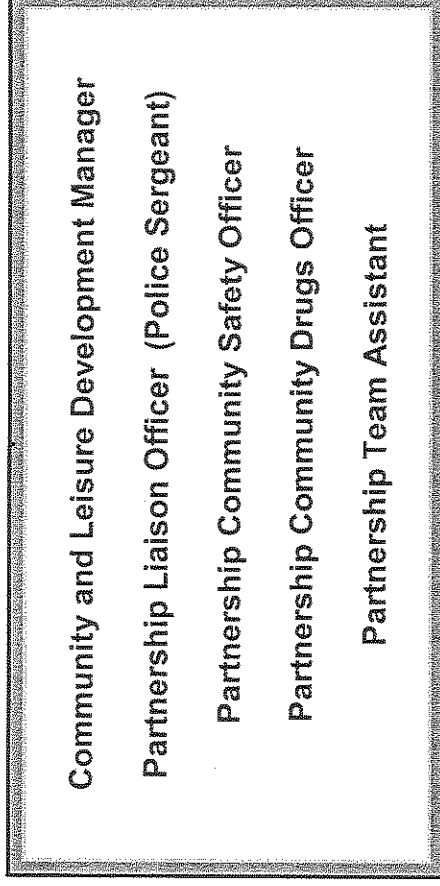 Community and Leisure Development Manager
Partnership Liaison Officer (Police Sergeant)
Partnership Community Safety Officer
Partnership Community Drugs Officer
Partnership Team Assistant